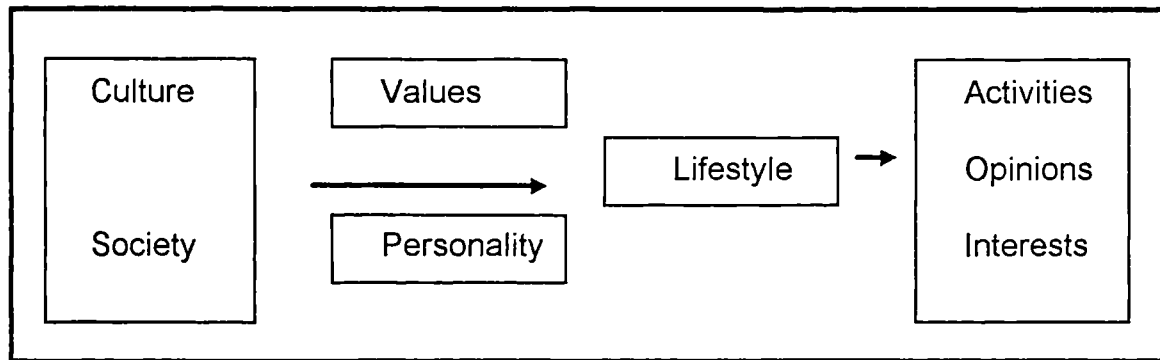 Culture
Society
Values
Personality
Lifestyle
Activities
Opinions
Interests